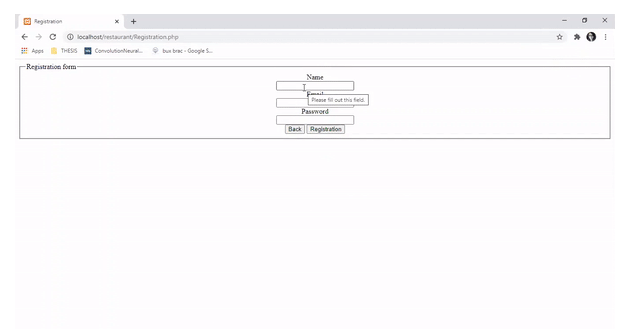 Registration
localhost/restaurant/Registration.php
Apps THESIS ConvolutionNeural... bux brac - Google S...
Registration form
Name
Email
Please fill out this field.
Password
Back Registration